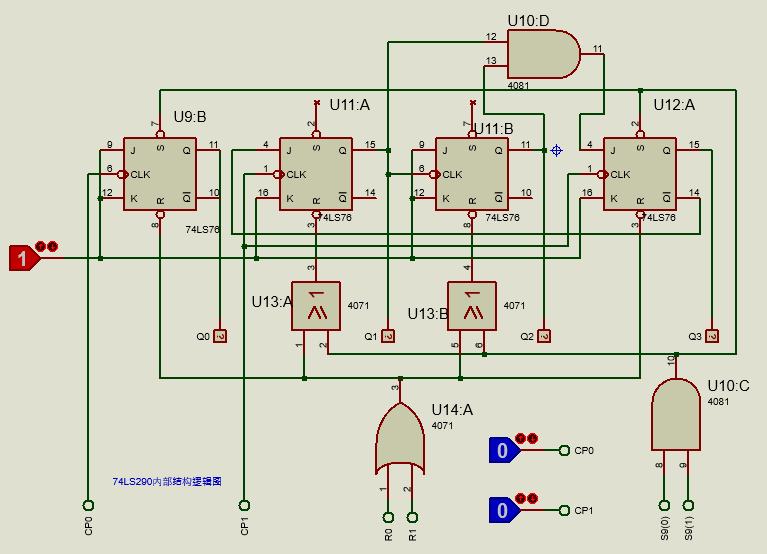 U10:D
12
11
13
4081
U9:B
U11:A
U11:B
U12:A
7
2
7
2
9
J
S
Q
11
4
J
S
Q
15
9
J
S
Q
11
4
J
S
Q
15
6
CLK
1
CLK
6
CLK
1
CLK
12
K
R
Q
10
16
K
R
Q
14
12
K
R
Q
10
16
K
R
Q
14
74LS76
74LS76
74LS76
74LS76
8
3
8
3
1
3
4
U13:A
≥1
4071
U13:B
≥1
4071
Q0
?
Q1
?
Q2
?
Q3
?
1
2
5
6
3
10
U14:A
4071
U10:C
4081
0
CP0
1
2
8
9
74LS290内部结构逻辑图
0
CP1
CP0
CP1
R0
R1
S9(0)
S9(1)